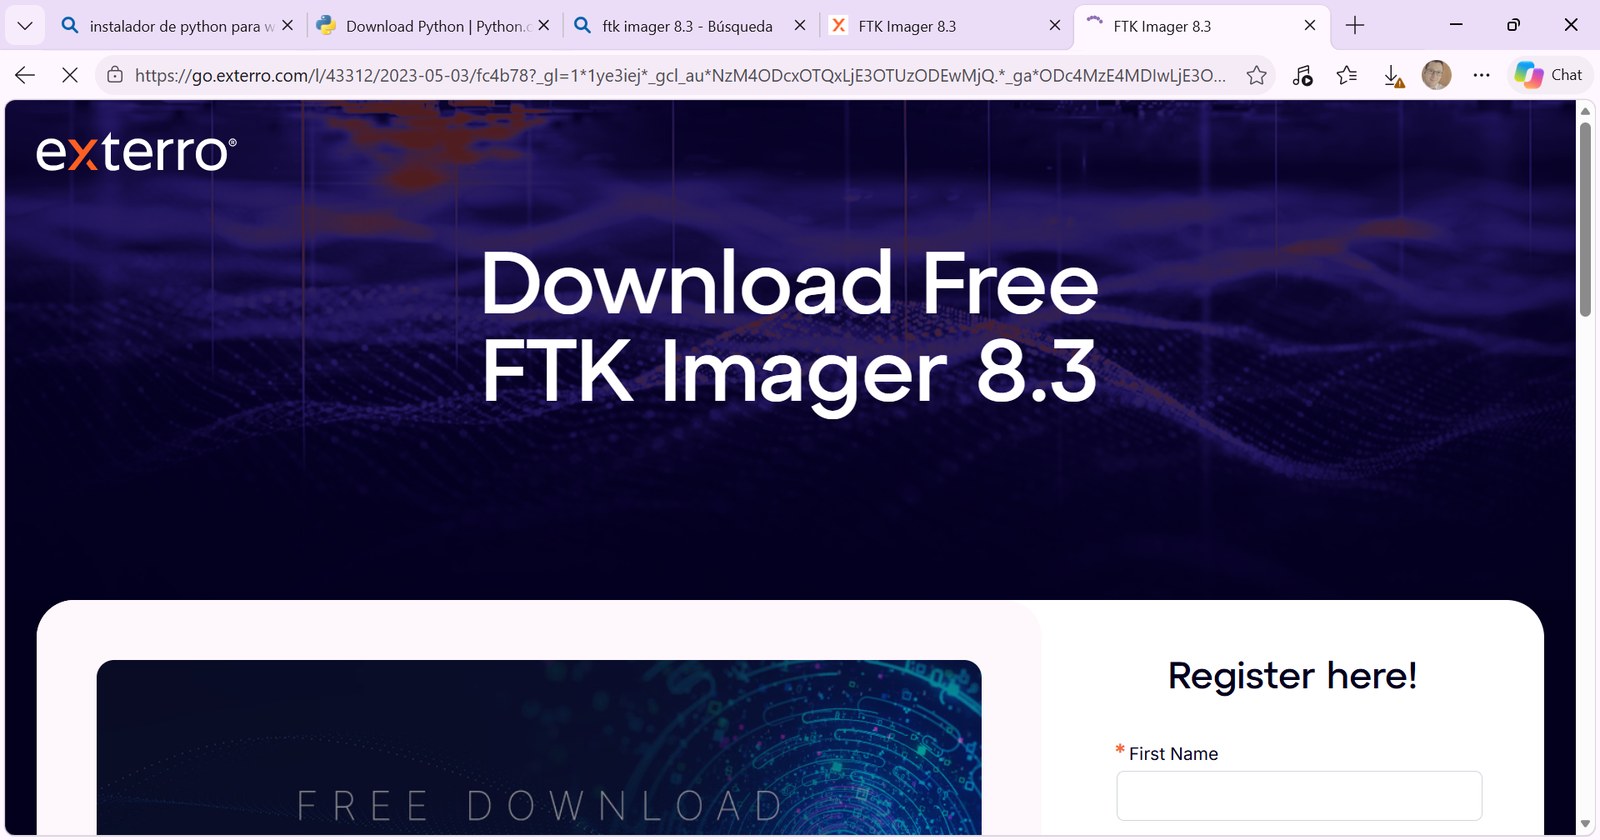 instalador de python para w
Download Python | Python.o
ftk imager 8.3 - Búsqueda
FTK Imager 8.3
FTK Imager 8.3
https://go.exterro.com/l/43312/2023-05-03/fc4b78?_gl=1*1ye3iej*_gcl_au*NzM4ODcxOTQxLjE3OTUzODEwMjQ.*_ga*ODc4MzE4MDIwLjE3O...
Chat
exterro®
Download Free
FTK Imager 8.3
Register here!
* First Name
FREE DOWNLOAD